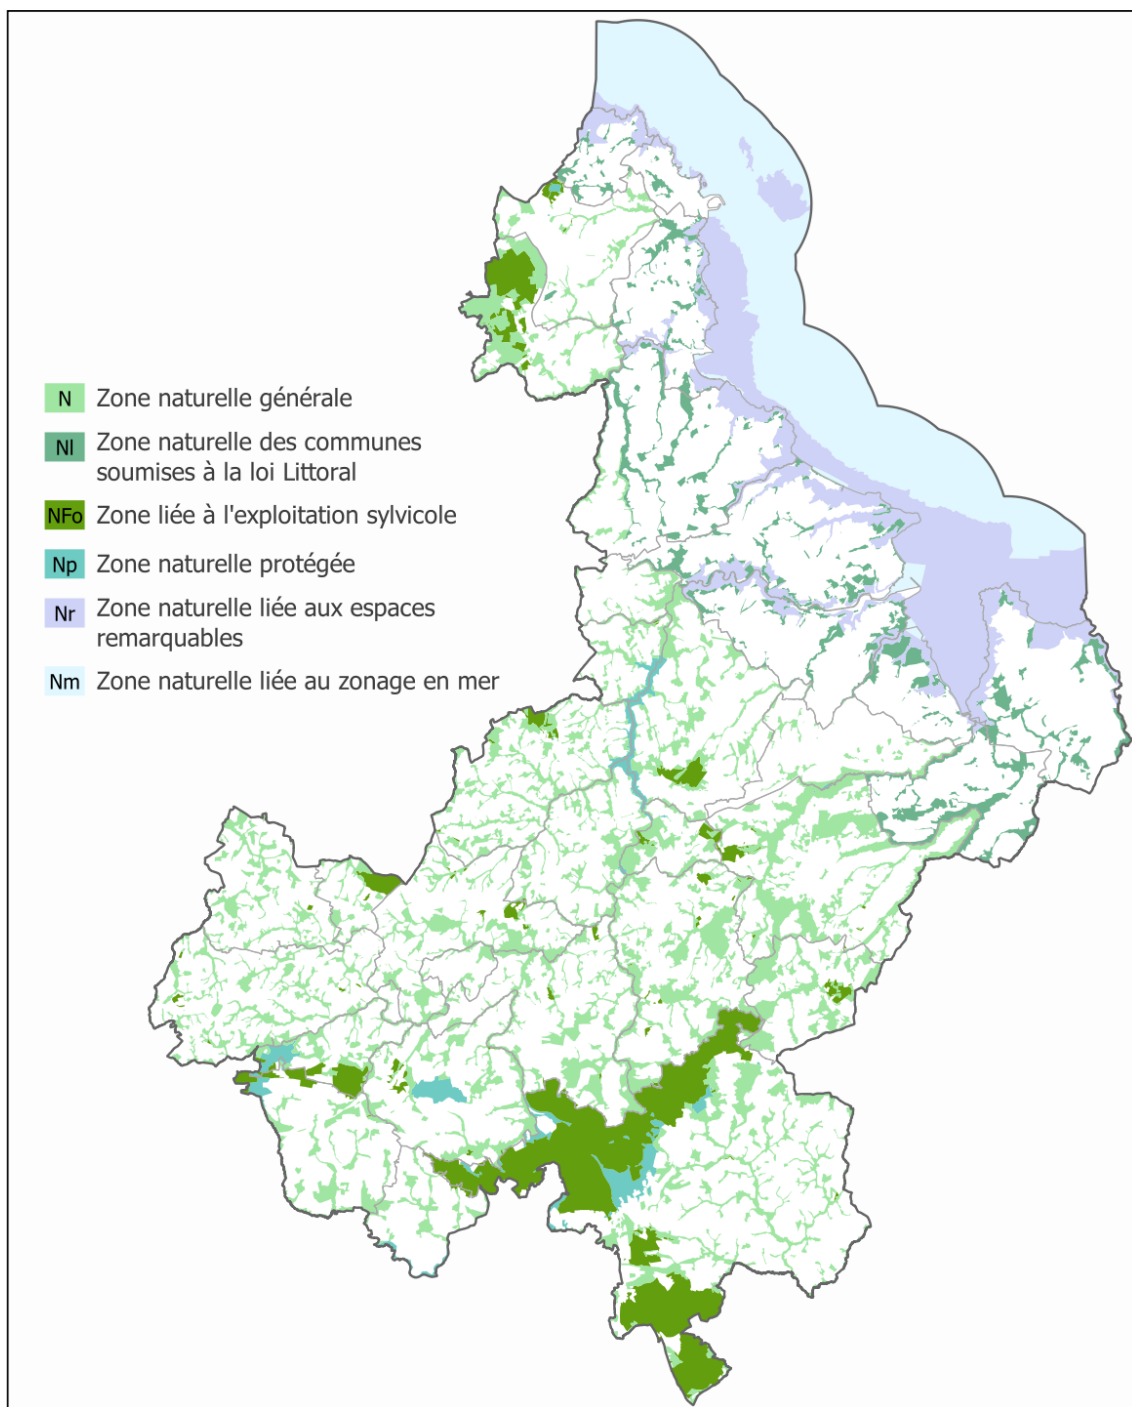 N Zone naturelle générale
Nl Zone naturelle des communes
soumises à la loi Littoral
NFo Zone liée à l'exploitation sylvicole
Np Zone naturelle protégée
Nr Zone naturelle liée aux espaces
remarquables
Nm Zone naturelle liée au zonage en mer